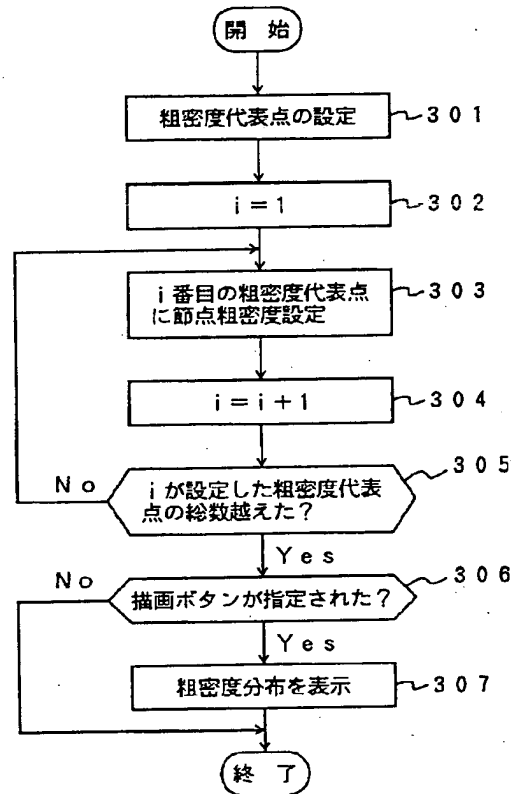 開 始
粗密度代表点の設定 301
i=1 302
i番目の粗密度代表点
に節点粗密度設定
303
i=i+1 304
305
No
iが設定した粗密度代表
点の総数越えた?
Yes
306
No
描画ボタンが指定された?
Yes
粗密度分布を表示 307
終 了